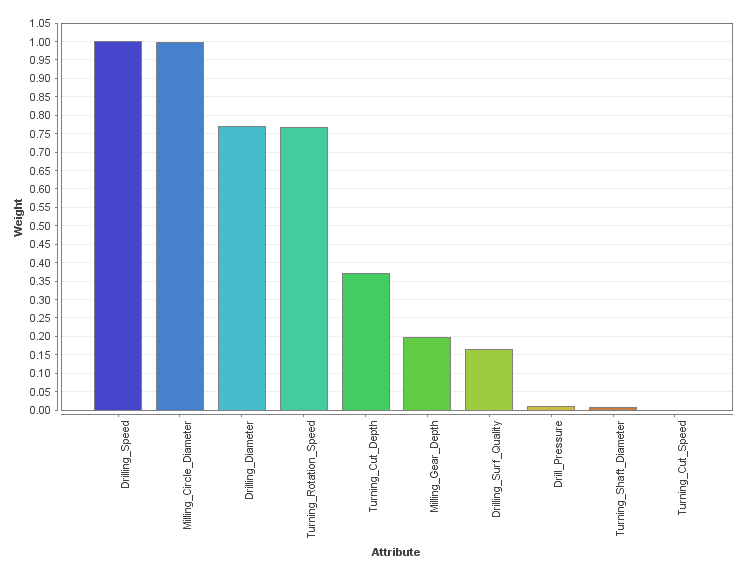 1.05
1.00
0.95
0.90
0.85
0.80
0.75
0.70
0.65
0.60
0.55
0.50
0.45
0.40
0.35
0.30
0.25
0.20
0.15
0.10
0.05
0.00
Weight
Drilling_Speed
Milling_Circle_Diameter
Drilling_Diameter
Turning_Rotation_Speed
Turning_Cut_Depth
Milling_Gear_Depth
Drilling_Surf_Quality
Drill_Pressure
Turning_Shaft_Diameter
Turning_Cut_Speed
Attribute